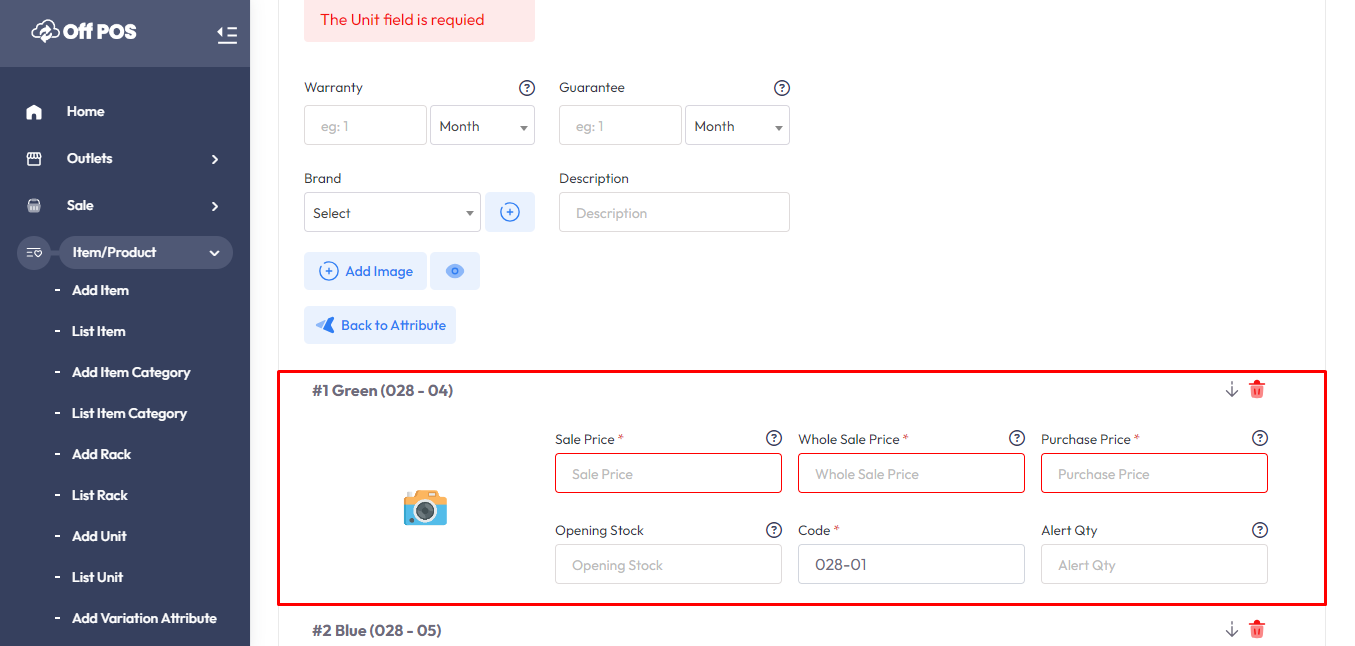 Off POS
Home
Outlets
Sale
Item/Product
- Add Item
- List Item
- Add Item Category
- List Item Category
- Add Rack
- List Rack
- Add Unit
- List Unit
- Add Variation Attribute
The Unit field is requied
Warranty ? Guarantee ?
eg: 1 Month eg: 1 Month
Brand Description
Select Description
Add Image
Back to Attribute
#1 Green (028 - 04)
Sale Price * ? Whole Sale Price * ? Purchase Price * ?
Sale Price Whole Sale Price Purchase Price
Opening Stock ? Code * Alert Qty ?
Opening Stock 028-01 Alert Qty
#2 Blue (028 - 05)